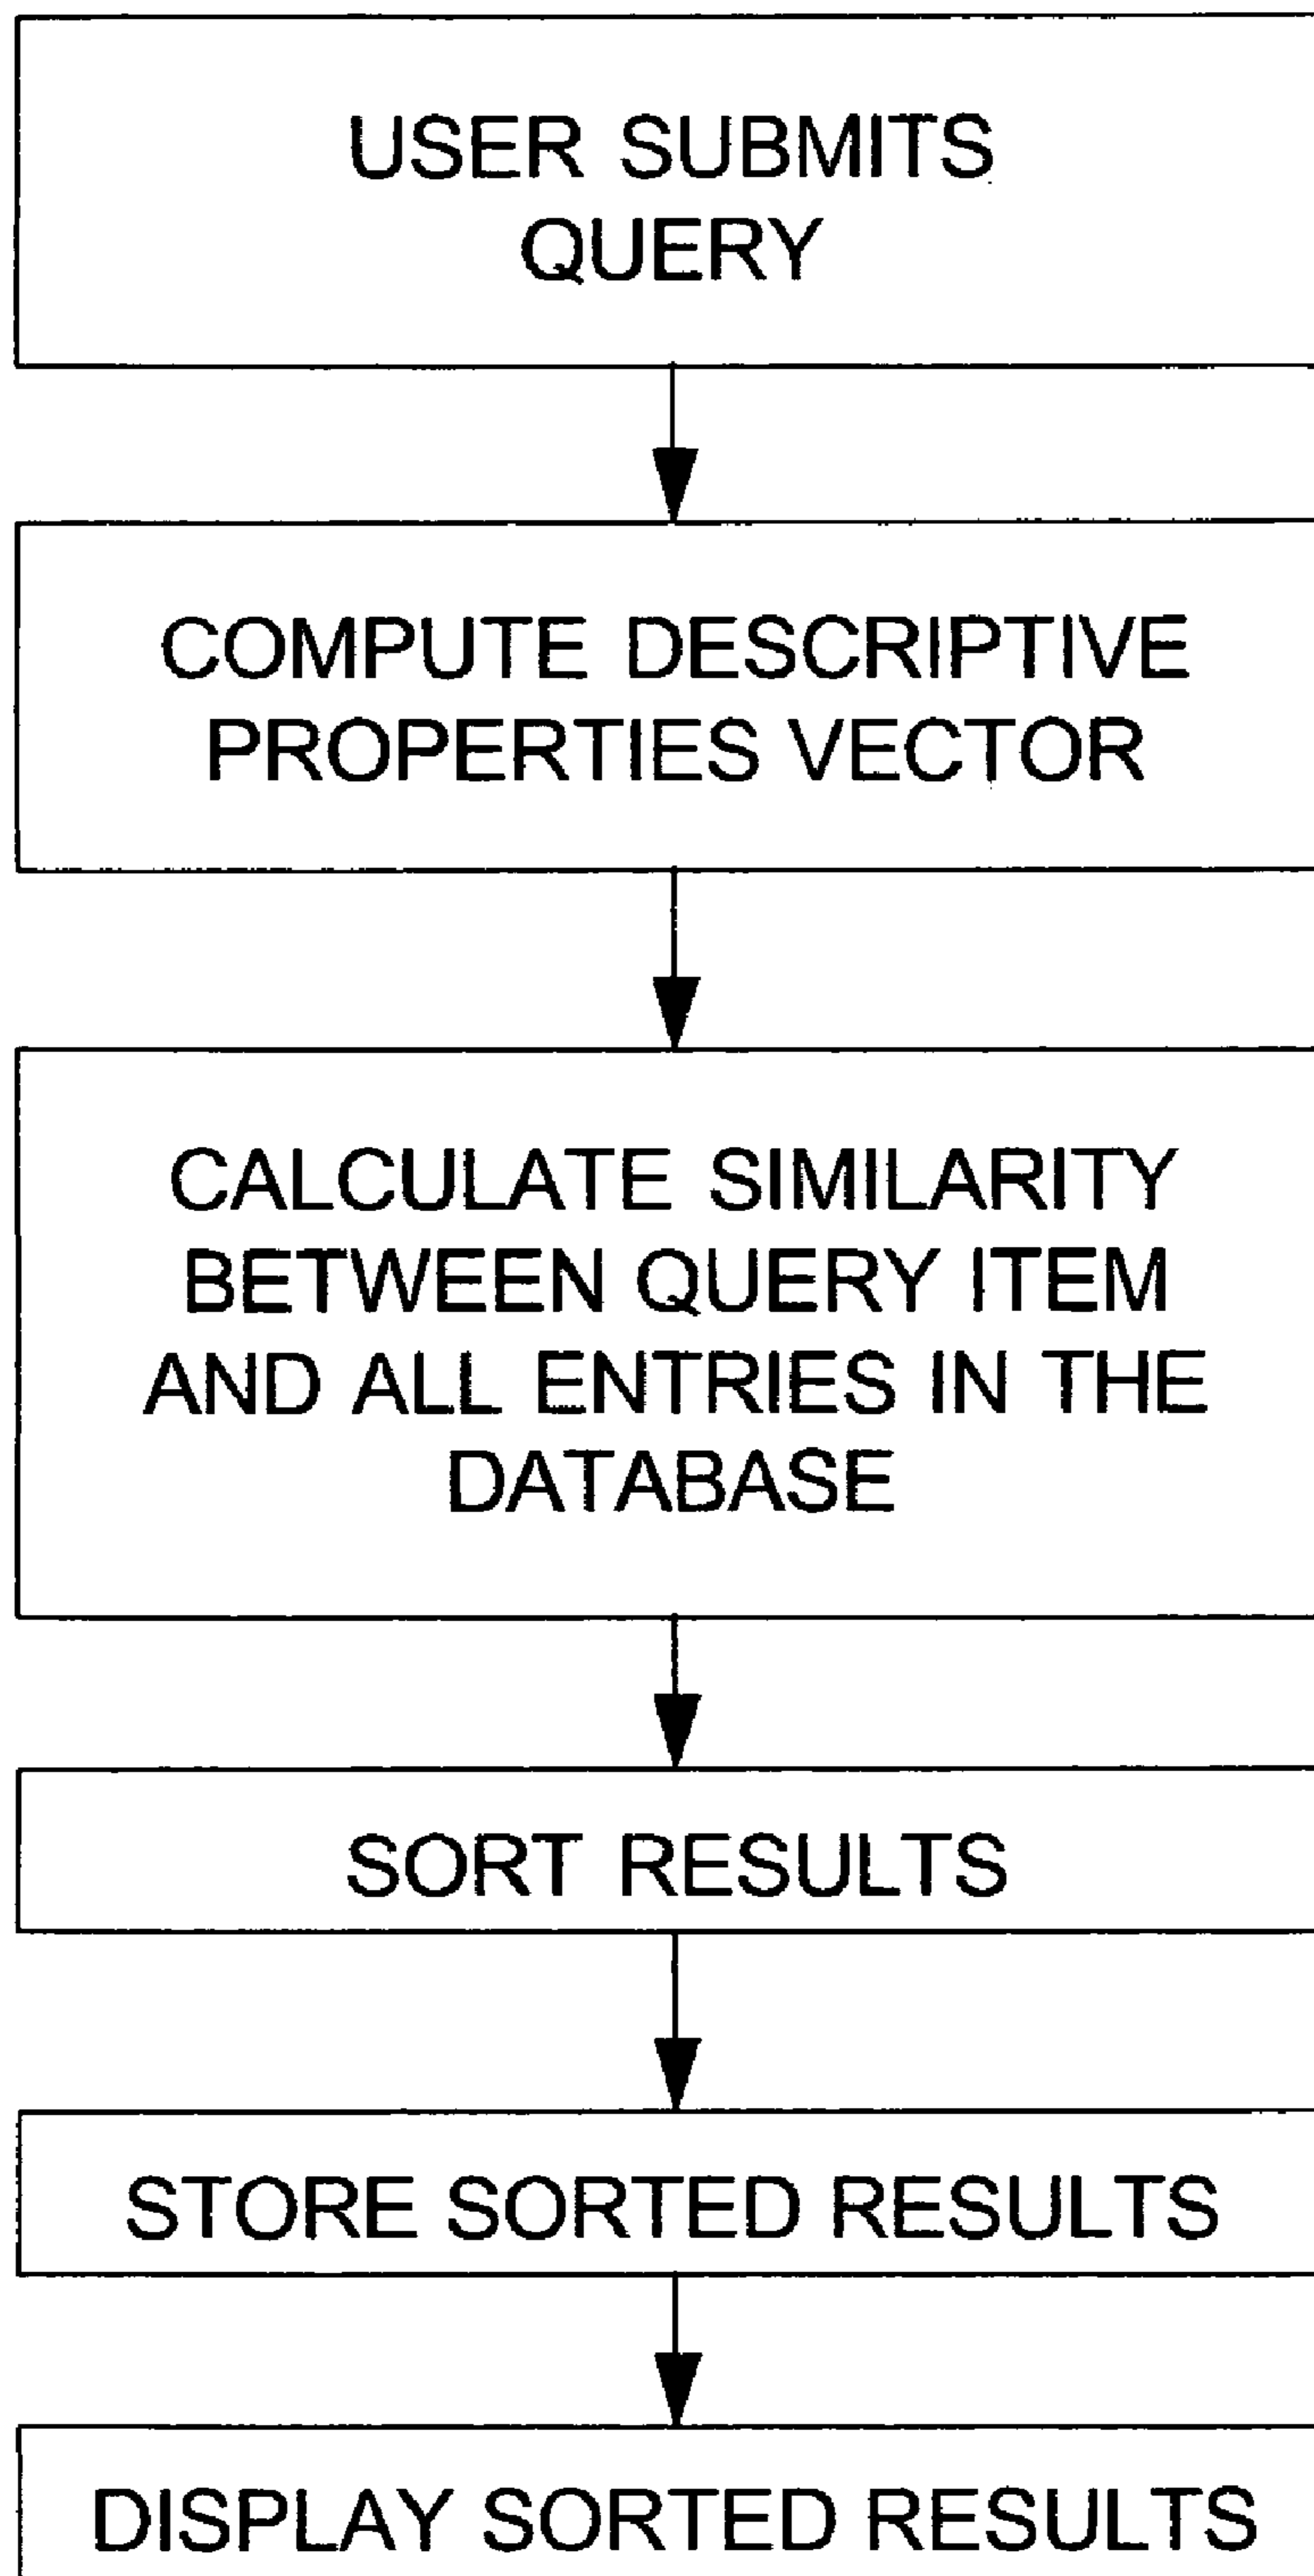 USER SUBMITS
QUERY
COMPUTE DESCRIPTIVE
PROPERTIES VECTOR
CALCULATE SIMILARITY
BETWEEN QUERY ITEM
AND ALL ENTRIES IN THE
DATABASE
SORT RESULTS
STORE SORTED RESULTS
DISPLAY SORTED RESULTS